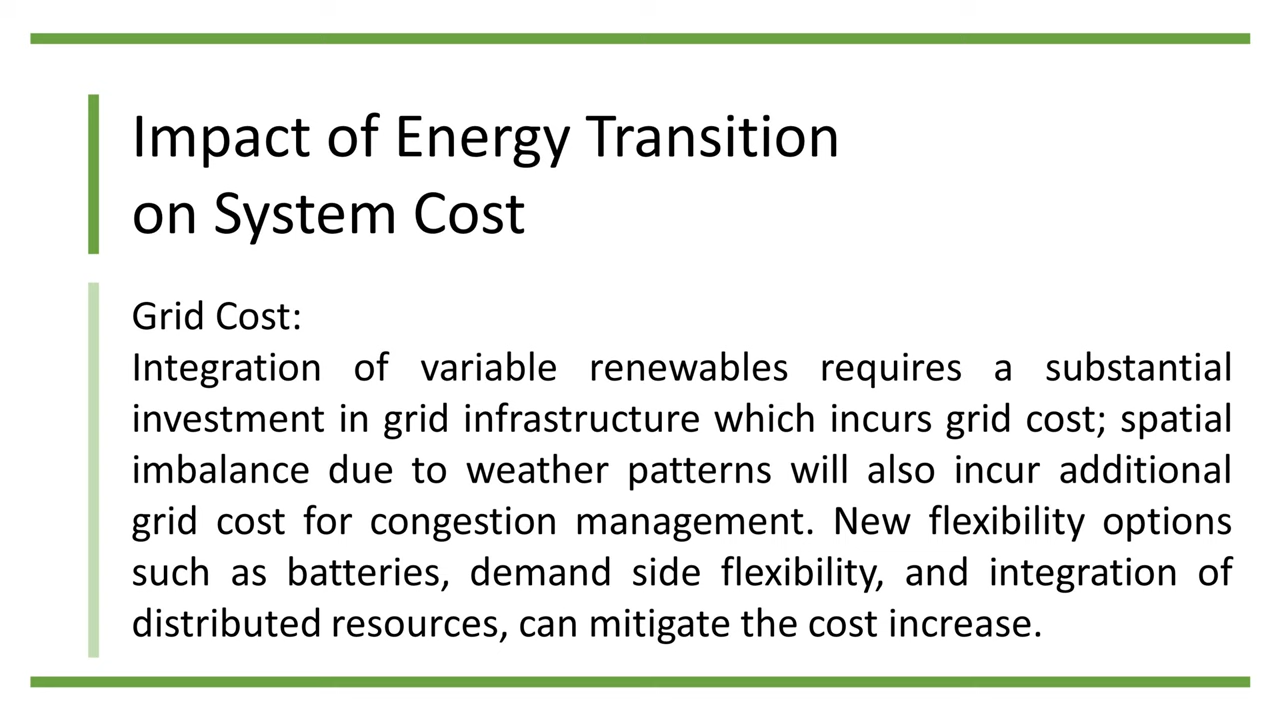 Impact of Energy Transition
on System Cost
Grid Cost:
Integration of variable renewables requires a substantial
investment in grid infrastructure which incurs grid cost; spatial
imbalance due to weather patterns will also incur additional
grid cost for congestion management. New flexibility options
such as batteries, demand side flexibility, and integration of
distributed resources, can mitigate the cost increase.